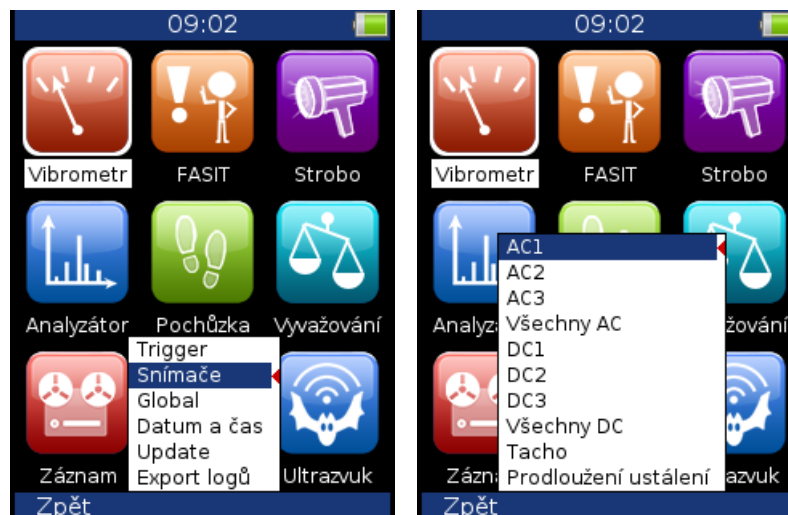 09:02
Vibrometr FASIT Strobo
Analyzátor Pochůzka Vyvažování
Trigger
Snímače
Global
Datum a čas
Update
Export logů
Záznam Ultrazvuk
Zpět
09:02
Vibrometr FASIT Strobo
AC1
AC2
AC3
Všechny AC
DC1
DC2
DC3
Všechny DC
Tacho
Prodloužení ustálení
Zpět